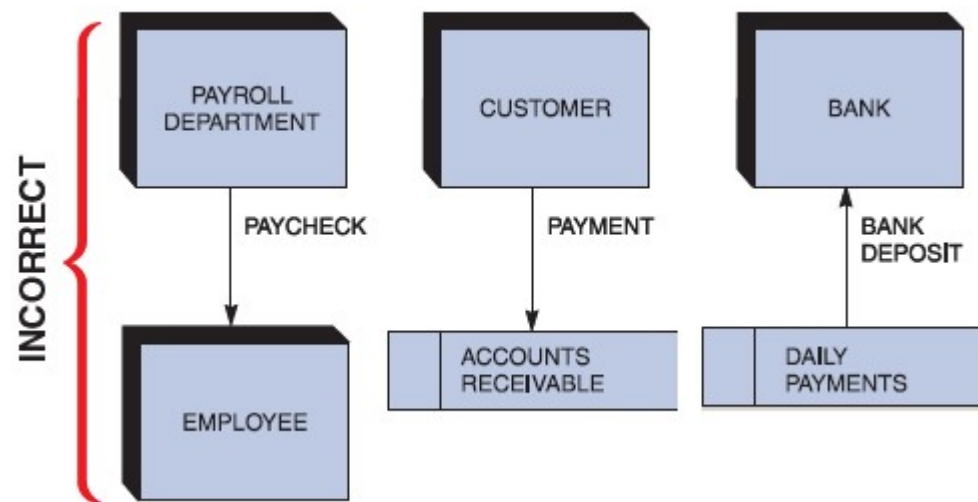 INCORRECT
PAYROLL
DEPARTMENT
PAYCHECK
EMPLOYEE
CUSTOMER
PAYMENT
ACCOUNTS
RECEIVABLE
BANK
BANK
DEPOSIT
DAILY
PAYMENTS